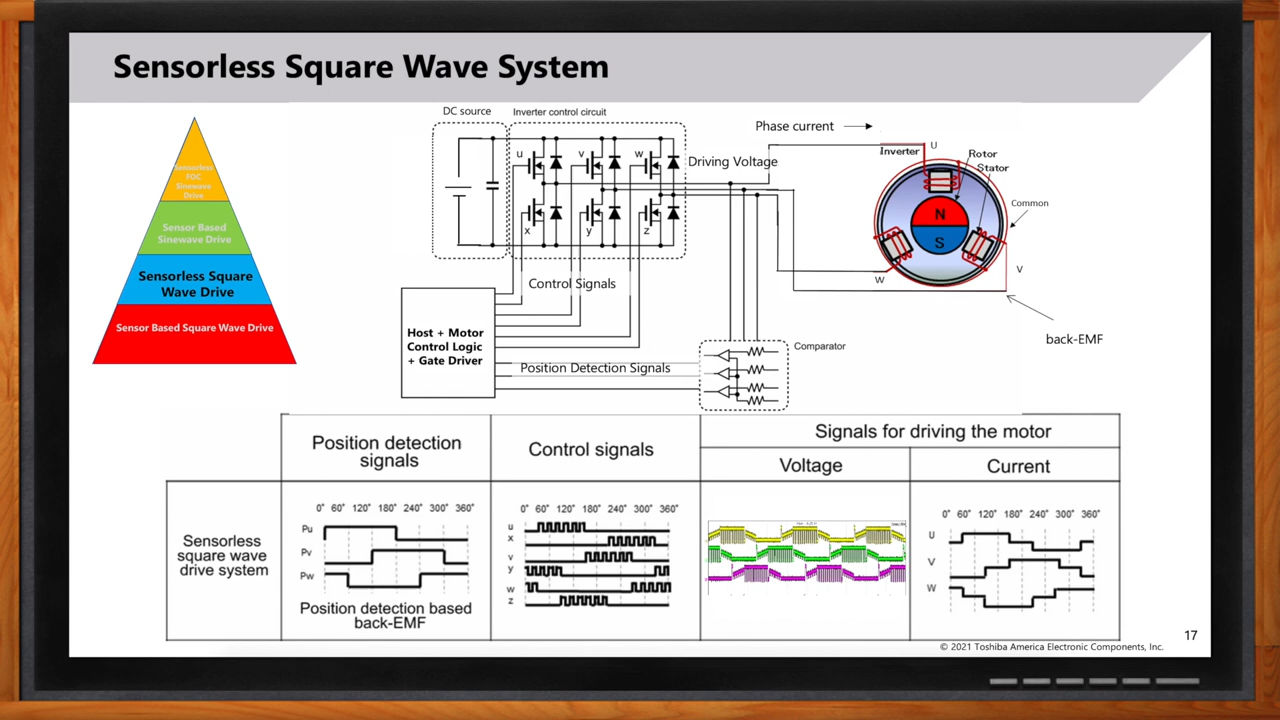 Sensorless Square Wave System
Sensorless
FOC
Sinewave
Drive
Sensor Based
Sinewave Drive
Sensorless Square
Wave Drive
Sensor Based Square Wave Drive
DC source
Inverter control circuit
u
v
w
x
y
z
Driving Voltage
Control Signals
Host + Motor
Control Logic
+ Gate Driver
Position Detection Signals
Comparator
Phase current
Inverter
U
Rotor
Stator
Common
N
S
V
W
back-EMF
Position detection
signals
Control signals
Signals for driving the motor
Voltage
Current
Sensorless
square wave
drive system
0° 60° 120° 180° 240° 300° 360°
Pu
Pv
Pw
Position detection based
back-EMF
0° 60° 120° 180° 240° 300° 360°
u
x
v
y
w
z
0° 60° 120° 180° 240° 300° 360°
U
V
W
17
© 2021 Toshiba America Electronic Components, Inc.